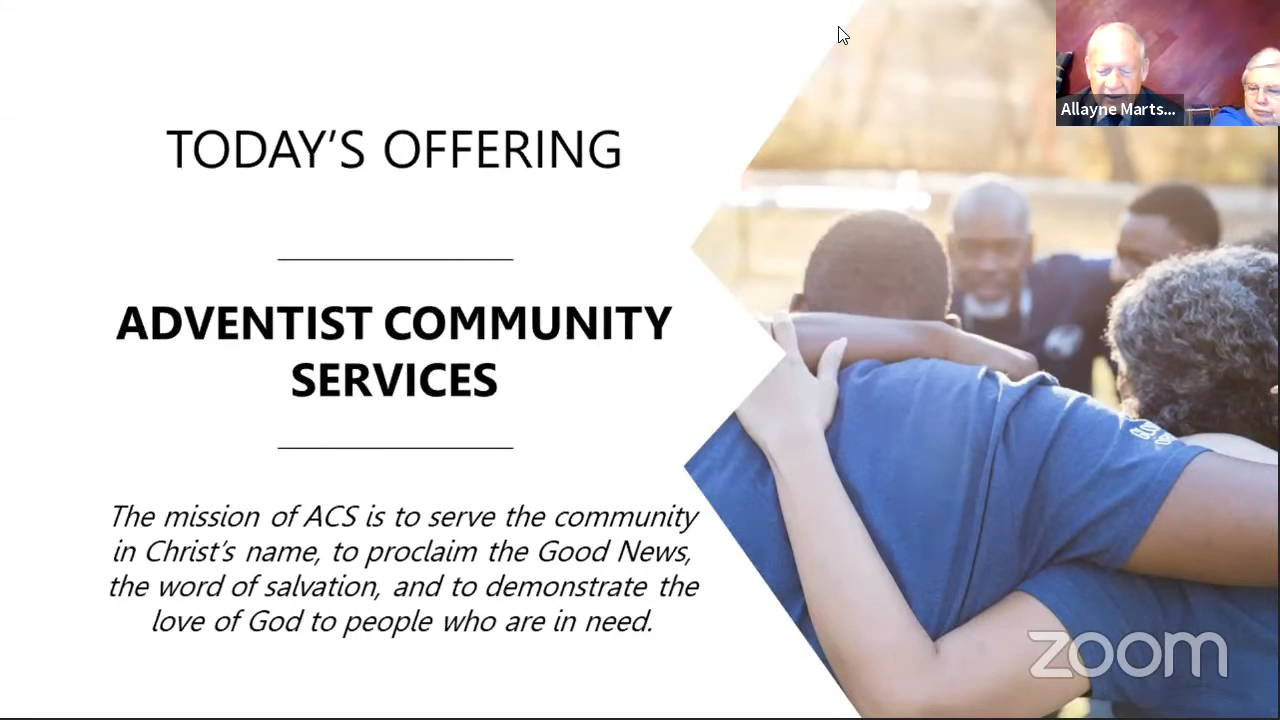 TODAY'S OFFERING
ADVENTIST COMMUNITY
SERVICES
The mission of ACS is to serve the community
in Christ's name, to proclaim the Good News,
the word of salvation, and to demonstrate the
love of God to people who are in need.
Allayne Marts...
zoom